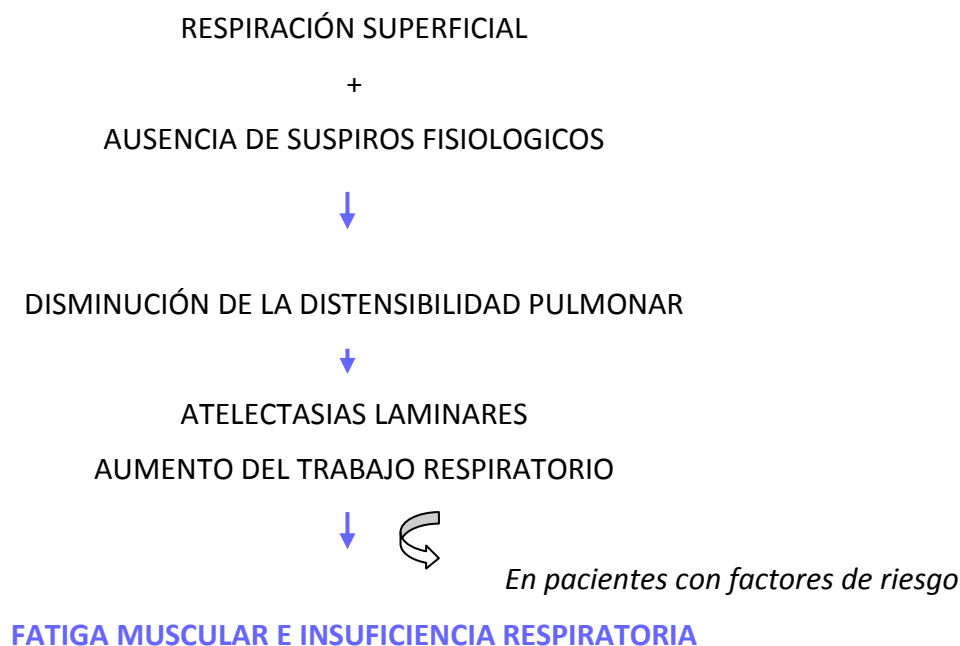 RESPIRACIÓN SUPERFICIAL
+
AUSENCIA DE SUSPIROS FISIOLOGICOS
DISMINUCIÓN DE LA DISTENSIBILIDAD PULMONAR
ATELECTASIAS LAMINARES
AUMENTO DEL TRABAJO RESPIRATORIO
En pacientes con factores de riesgo
FATIGA MUSCULAR E INSUFICIENCIA RESPIRATORIA